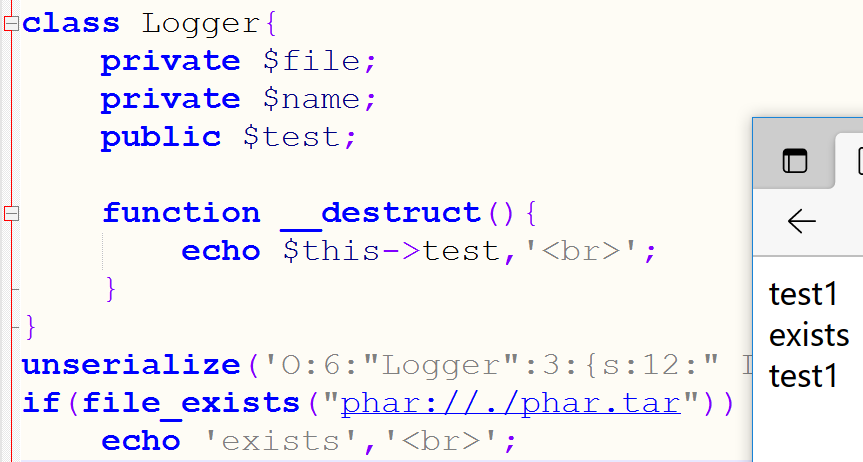 class Logger{
private $file;
private $name;
public $test;
function __destruct(){
echo $this->test,'<br>';
}
}
unserialize('O:6:"Logger":3:{s:12:"
if(file_exists("phar://./phar.tar"))
echo 'exists','<br>';
test1
exists
test1